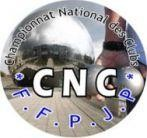 Championnat National des Clubs
CNC
* F.F.P.J.P *